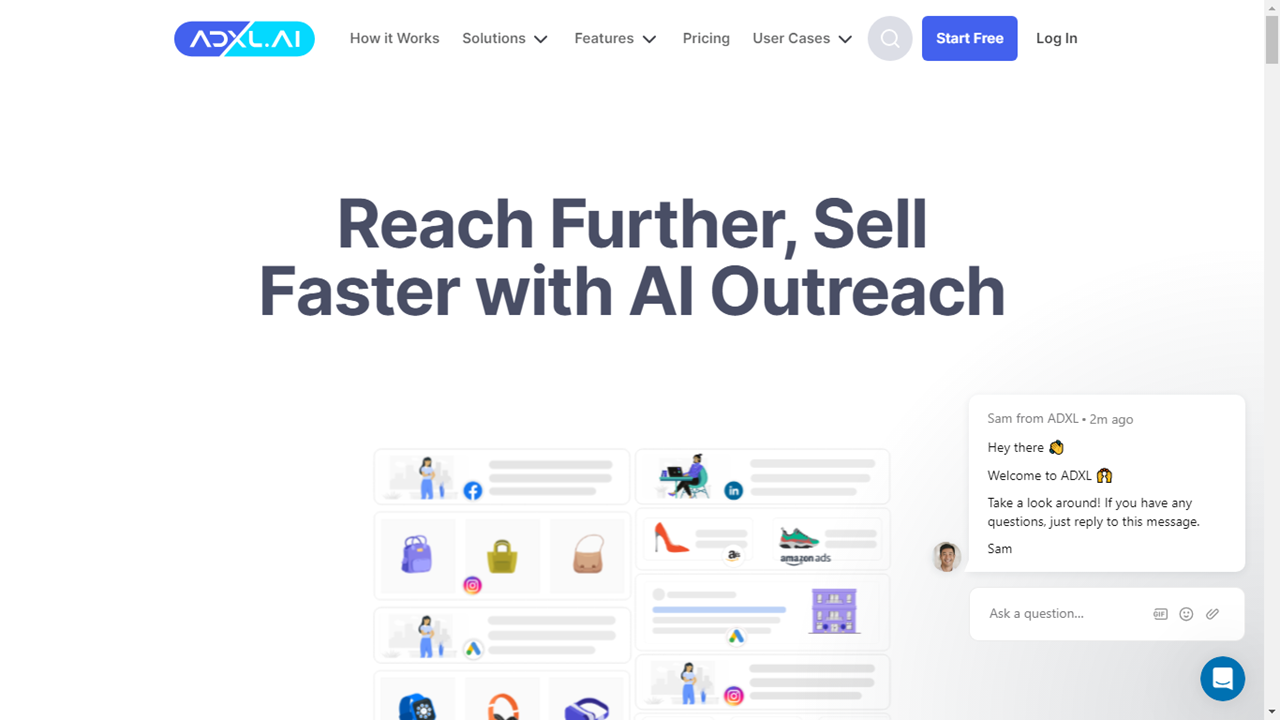 ADXL.AI
How it Works
Solutions
Features
Pricing
User Cases
Start Free
Log In
Reach Further, Sell
Faster with AI Outreach
amazon ads
Sam from ADXL • 2m ago
Hey there 👋
Welcome to ADXL 🙌
Take a look around! If you have any
questions, just reply to this message.
Sam
Ask a question...
GIF